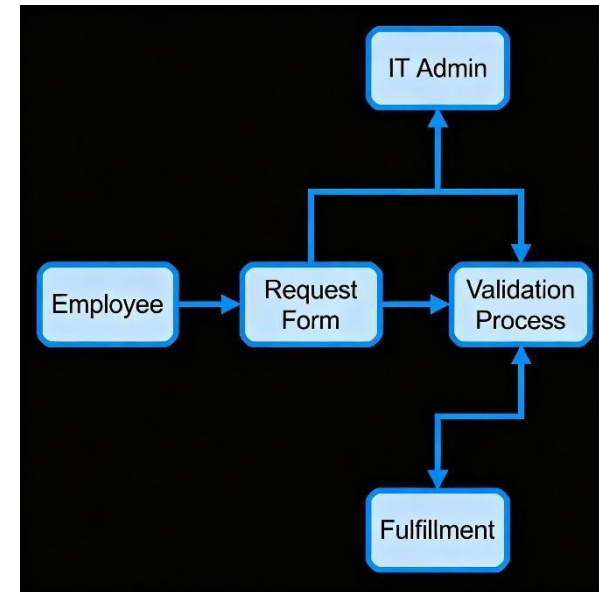 IT Admin
Employee
Request
Form
Validation
Process
Fulfillment